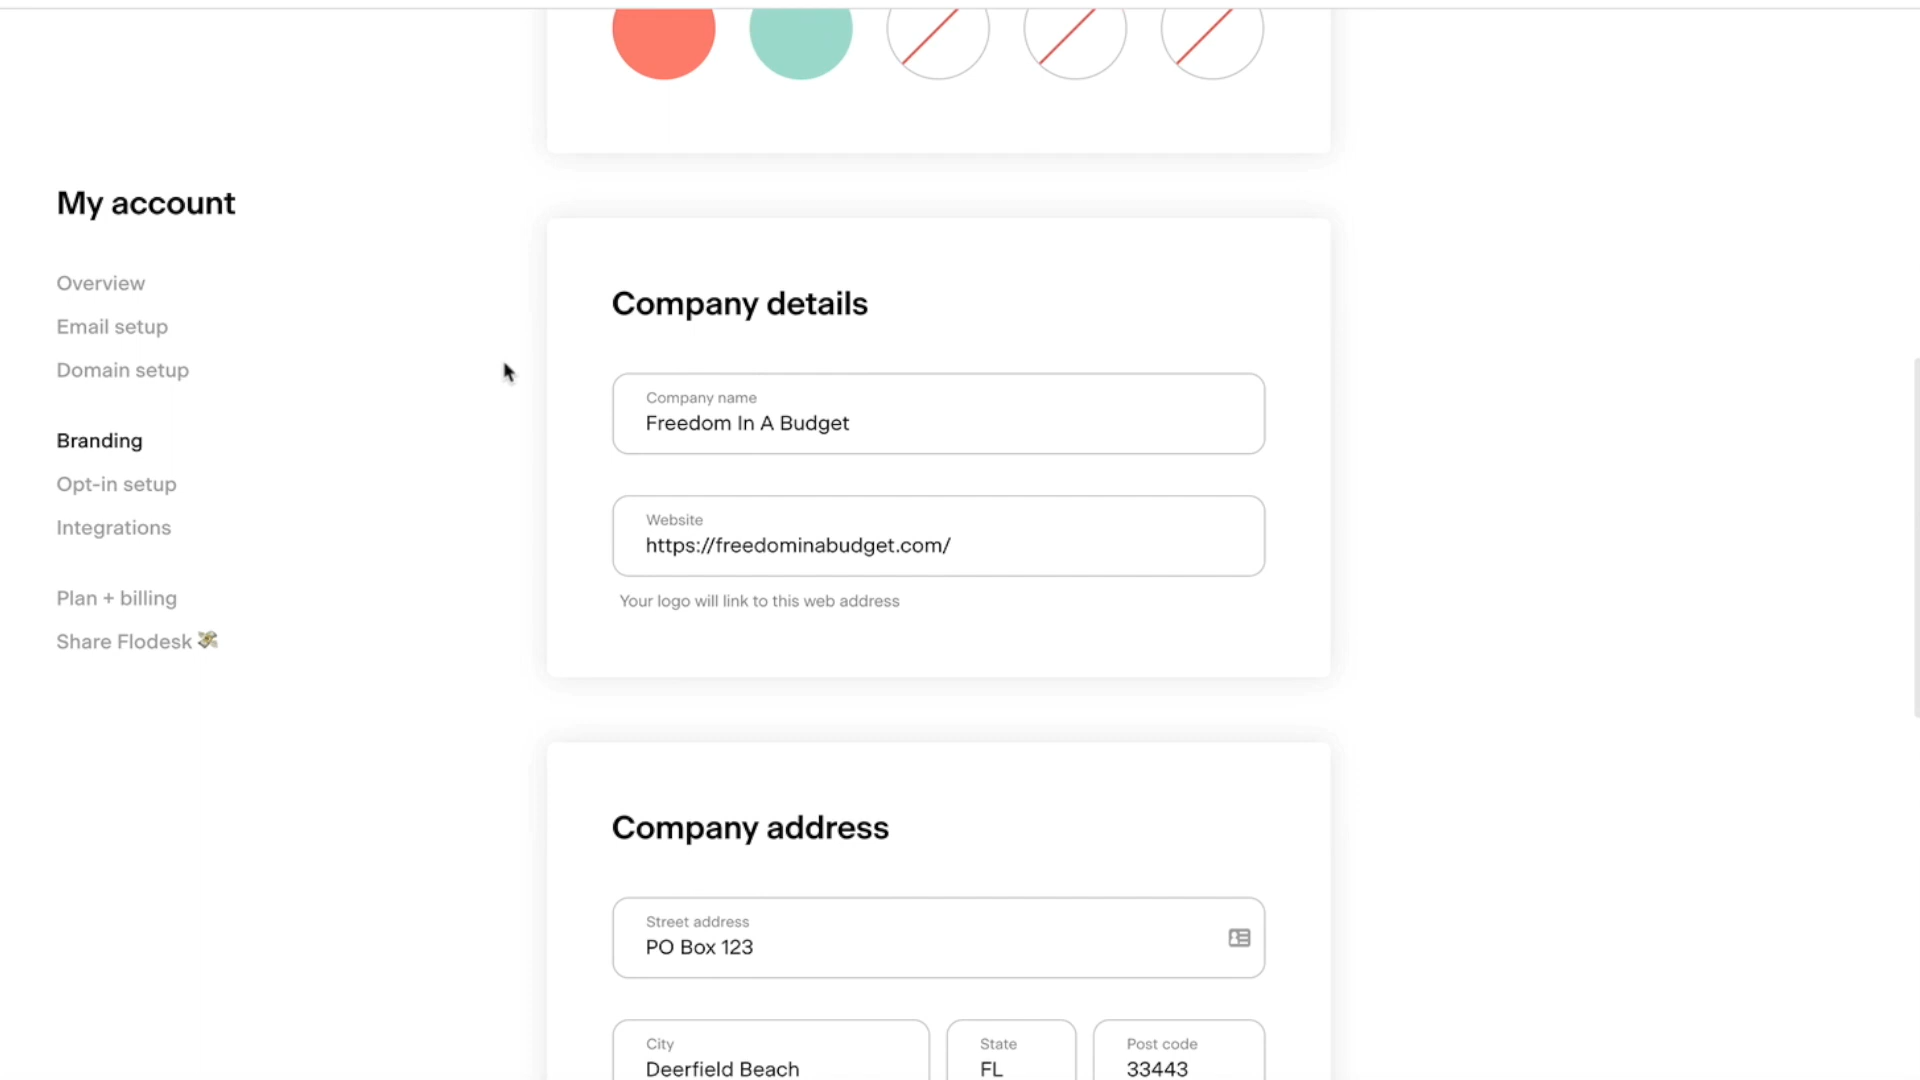 My account
Overview
Email setup
Domain setup
Branding
Opt-in setup
Integrations
Plan + billing
Share Flodesk 💸
Company details
Company name
Freedom In A Budget
Website
https://freedominabudget.com/
Your logo will link to this web address
Company address
Street address
PO Box 123
City State Post code
Deerfield Beach FL 33443